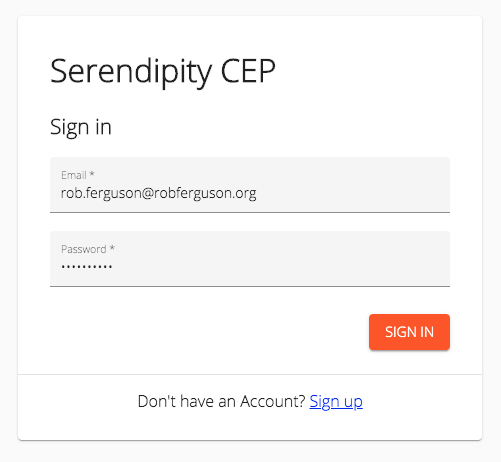 Serendipity CEP
Sign in
Email *
rob.ferguson@robferguson.org
Password *
••••••••••
SIGN IN
Don't have an Account? Sign up